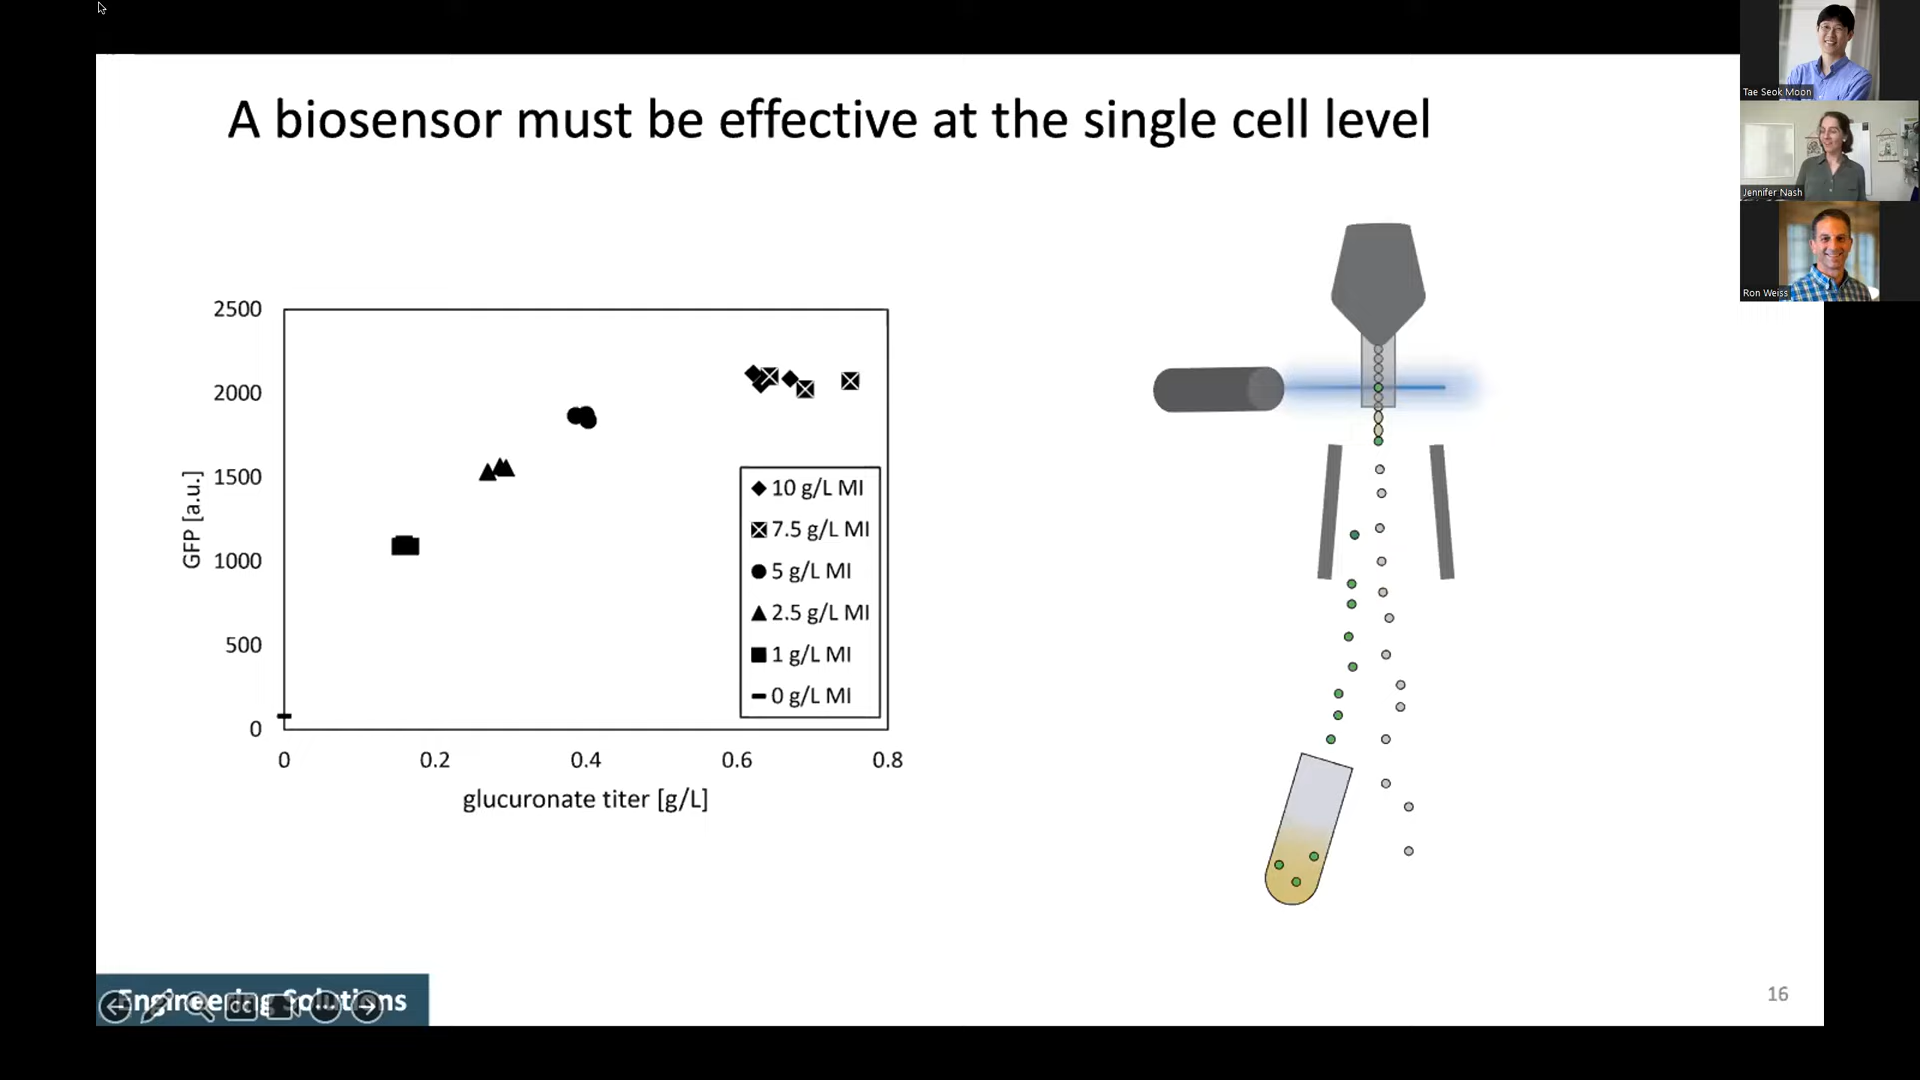 A biosensor must be effective at the single cell level
Tae Seok Moon
Jennifer Nash
Ron Weiss
2500
2000
1500
1000
500
0
GFP [a.u.]
10 g/L MI
7.5 g/L MI
5 g/L MI
2.5 g/L MI
1 g/L MI
0 g/L MI
0 0.2 0.4 0.6 0.8
glucuronate titer [g/L]
Engineering Solutions
CC
16